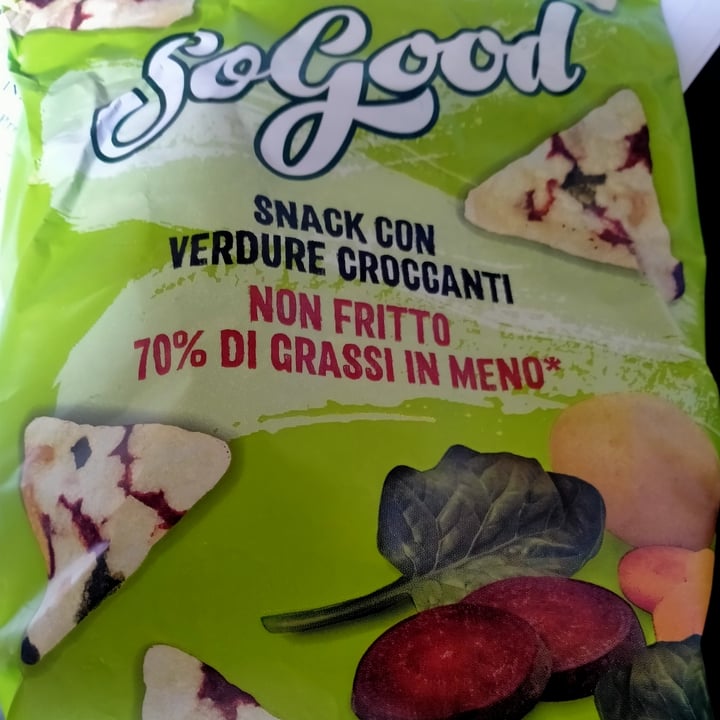 SoGood
SNACK CON
VERDURE CROCCANTI
NON FRITTO
70% DI GRASSI IN MENO*